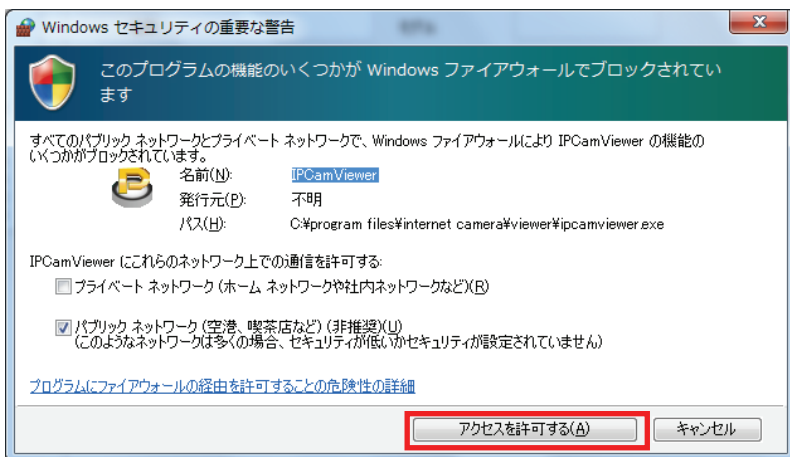 Windows セキュリティの重要な警告
このプログラムの機能のいくつかが Windows ファイアウォールでブロックされてい
ます
すべてのパブリック ネットワークとプライベート ネットワークで、Windows ファイアウォールにより IPCamViewer の機能の
いくつかがブロックされています。
名前(N): IPCamViewer
発行元(P): 不明
パス(H): C:¥program files¥internet camera¥viewer¥ipcamviewer.exe
IPCamViewer にこれらのネットワーク上での通信を許可する:
プライベート ネットワーク (ホーム ネットワークや社内ネットワークなど)(R)
パブリック ネットワーク (空港、喫茶店など) (非推奨)(U)
(このようなネットワークは多くの場合、セキュリティが低いかセキュリティが設定されていません)
プログラムにファイアウォールの経由を許可することの危険性の詳細
アクセスを許可する(A) キャンセル